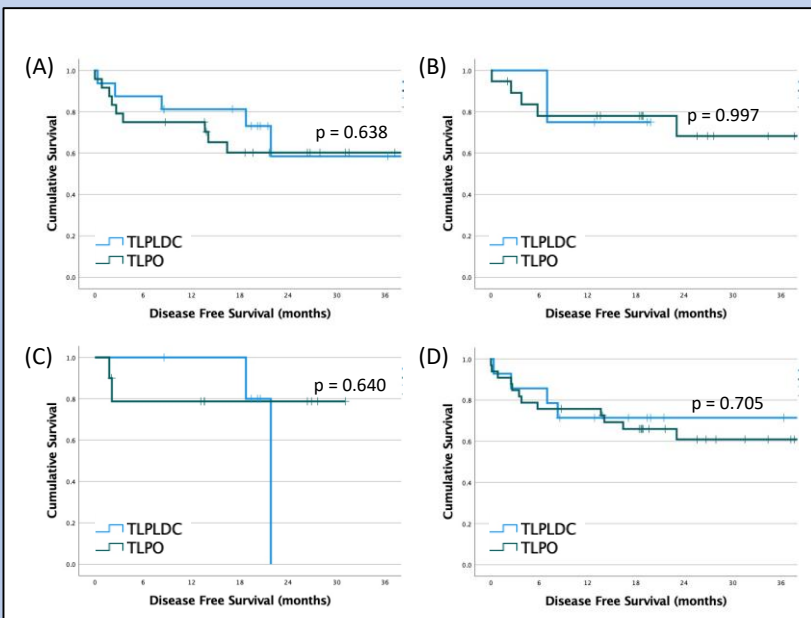 (A)
Cumulative Survival
1.0
0.8
0.6
0.4
0.2
0.0
p = 0.638
TLPLDC
TLPO
0 6 12 18 24 30 36
Disease Free Survival (months)
(B)
Cumulative Survival
1.0
0.8
0.6
0.4
0.2
0.0
p = 0.997
TLPLDC
TLPO
0 6 12 18 24 30 36
Disease Free Survival (months)
(C)
Cumulative Survival
1.0
0.8
0.6
0.4
0.2
0.0
p = 0.640
TLPLDC
TLPO
0 6 12 18 24 30 36
Disease Free Survival (months)
(D)
Cumulative Survival
1.0
0.8
0.6
0.4
0.2
0.0
p = 0.705
TLPLDC
TLPO
0 6 12 18 24 30 36
Disease Free Survival (months)